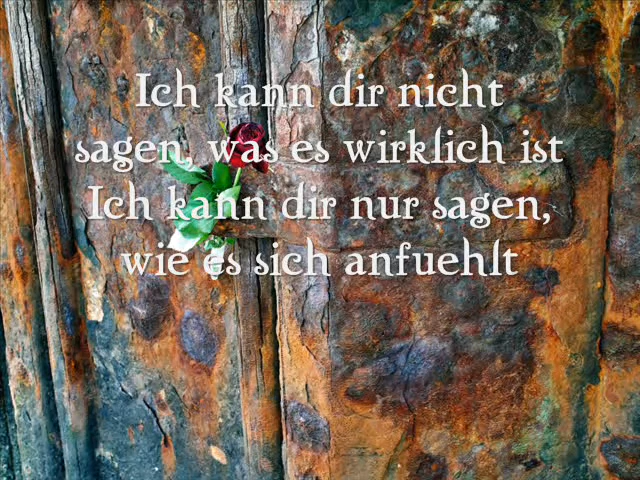 Ich kann dir nicht
sagen, was es wirklich ist
Ich kann dir nur sagen,
wie es sich anfuehlt